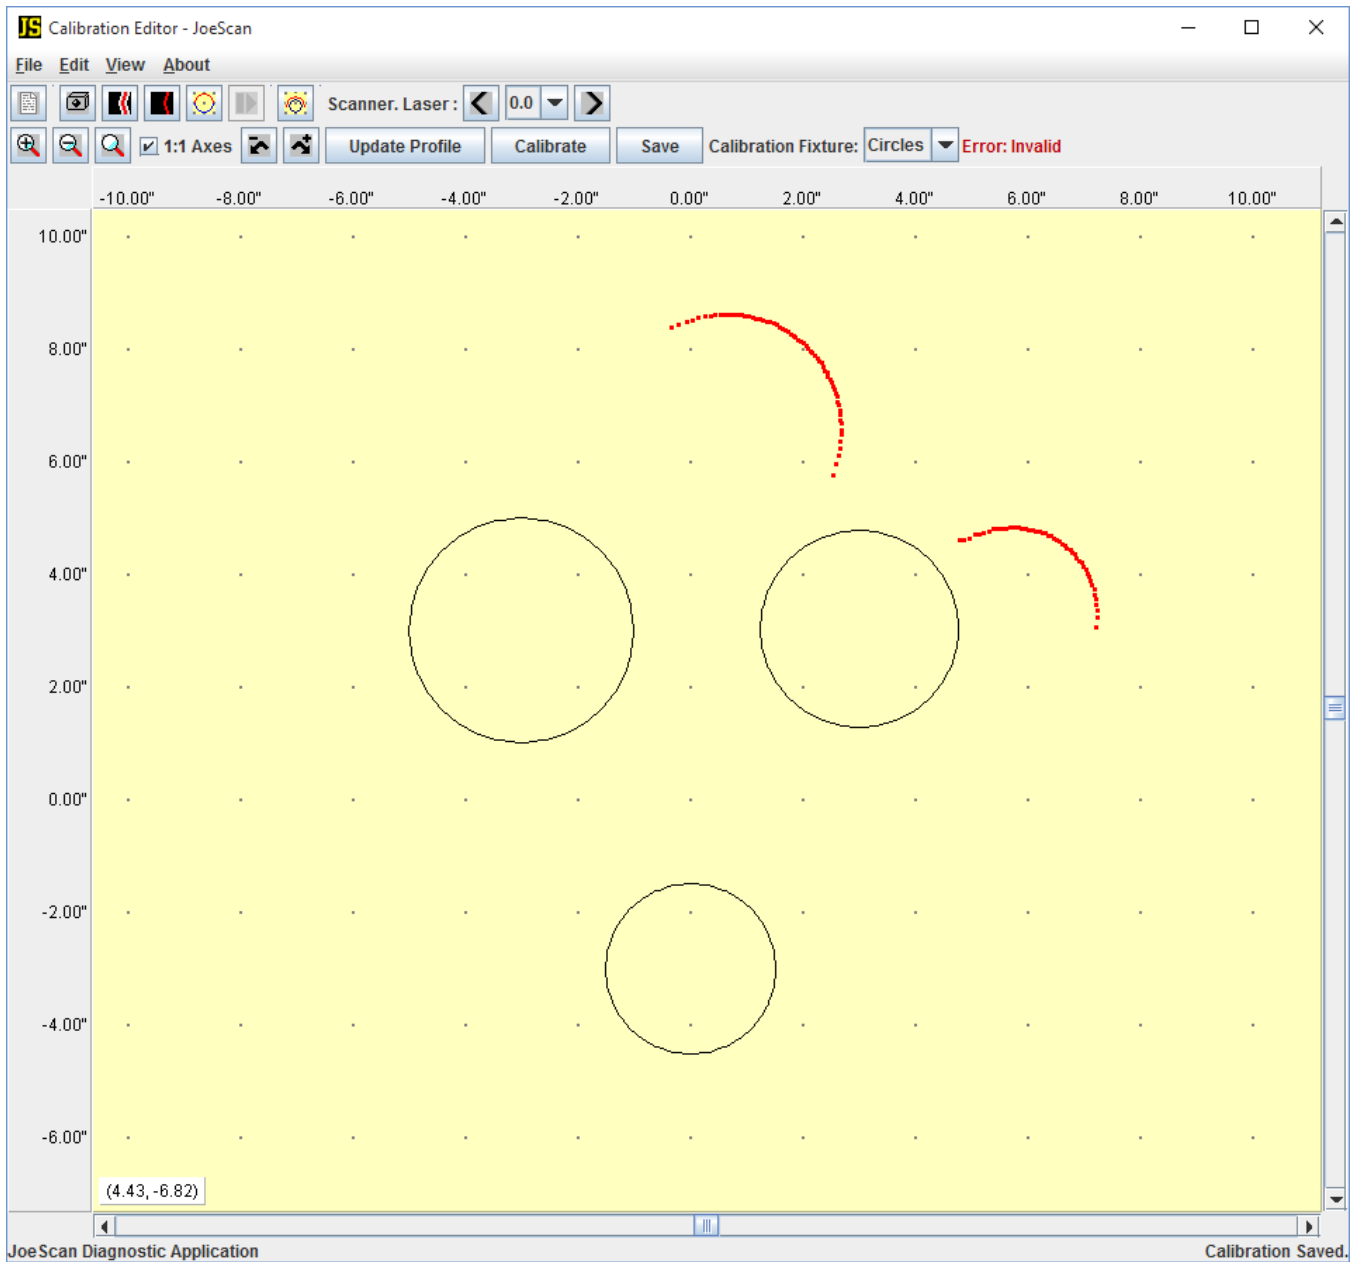 JS Calibration Editor - JoeScan
File Edit View About
Scanner. Laser : 0.0
1:1 Axes Update Profile Calibrate Save Calibration Fixture: Circles Error: Invalid
-10.00" -8.00" -6.00" -4.00" -2.00" 0.00" 2.00" 4.00" 6.00" 8.00" 10.00"
10.00"
8.00"
6.00"
4.00"
2.00"
0.00"
-2.00"
-4.00"
-6.00"
(4.43, -6.82)
JoeScan Diagnostic Application Calibration Saved.